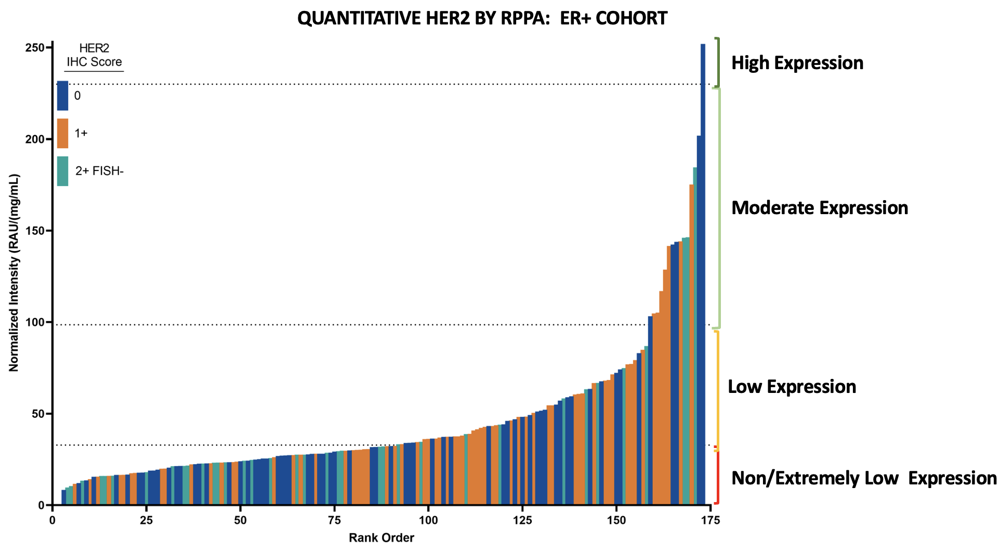 QUANTITATIVE HER2 BY RPPA:  ER+ COHORT
HER2
IHC Score
0
1+
2+ FISH-
250
200
150
100
50
0
Normalized Intensity (RAU/(mg/mL)
0 25 50 75 100 125 150 175
Rank Order
High Expression
Moderate Expression
Low Expression
Non/Extremely Low  Expression